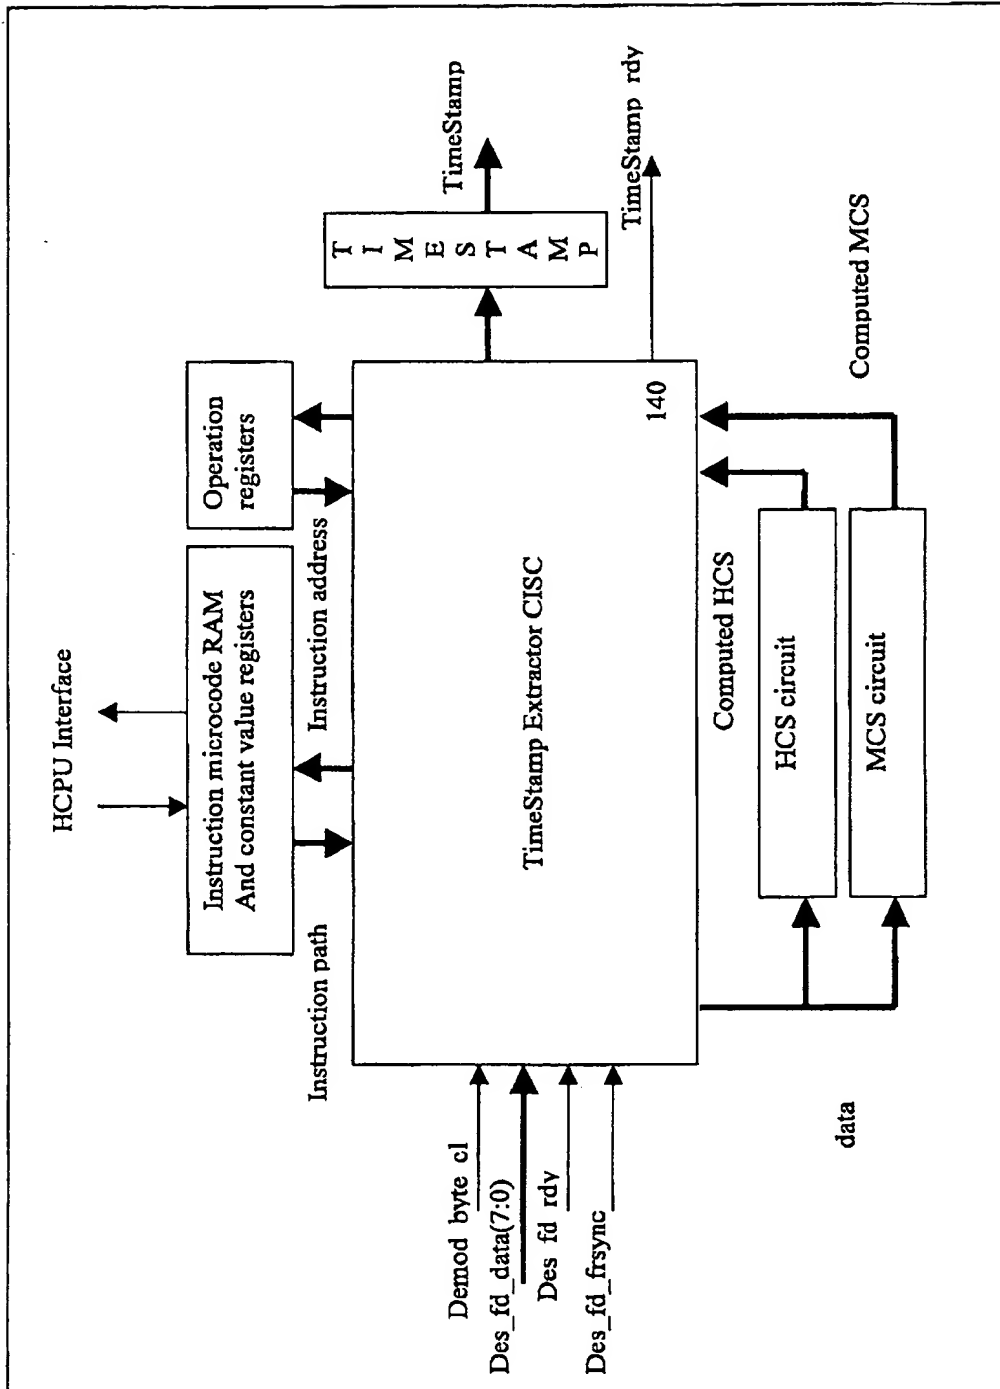 HCPU Interface
Instruction microcode RAM
And constant value registers
Operation
registers
Instruction path
Instruction address
TIMESTAMP
TimeStamp
TimeStamp rdy
Demod byte cl
Des_fd_data(7:0)
Des fd rdy
Des_fd_frsync
TimeStamp Extractor CISC
140
data
Computed HCS
Computed MCS
HCS circuit
MCS circuit